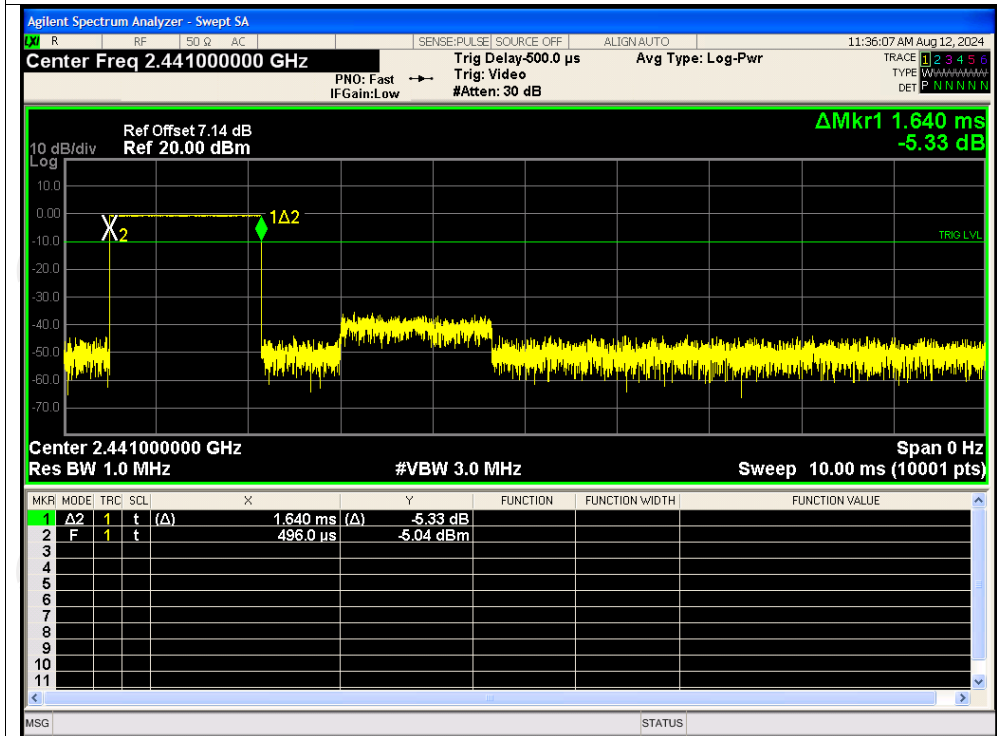 Agilent Spectrum Analyzer - Swept SA
LXI R RF 50 Ω AC SENSE:PULSE SOURCE OFF ALIGN AUTO 11:36:07 AM Aug 12, 2024
Center Freq 2.441000000 GHz Trig Delay-500.0 µs Avg Type: Log-Pwr TRACE 1 2 3 4 5 6
PNO: Fast Trig: Video TYPE WWWWWW
IFGain:Low #Atten: 30 dB DET P N N N N N
ΔMkr1 1.640 ms
Ref Offset 7.14 dB
10 dB/div Ref 20.00 dBm -5.33 dB
Log
10.0
0.00
1Δ2
2
-10.0
TRIG LVL
-20.0
-30.0
-40.0
-50.0
-60.0
-70.0
Center 2.441000000 GHz Span 0 Hz
Res BW 1.0 MHz #VBW 3.0 MHz Sweep 10.00 ms (10001 pts)
MKR MODE TRC SCL X Y FUNCTION FUNCTION WIDTH FUNCTION VALUE
1 Δ2 1 t (Δ) 1.640 ms (Δ) -5.33 dB
2 F 1 t 496.0 µs -5.04 dBm
3
4
5
6
7
8
9
10
11
MSG STATUS